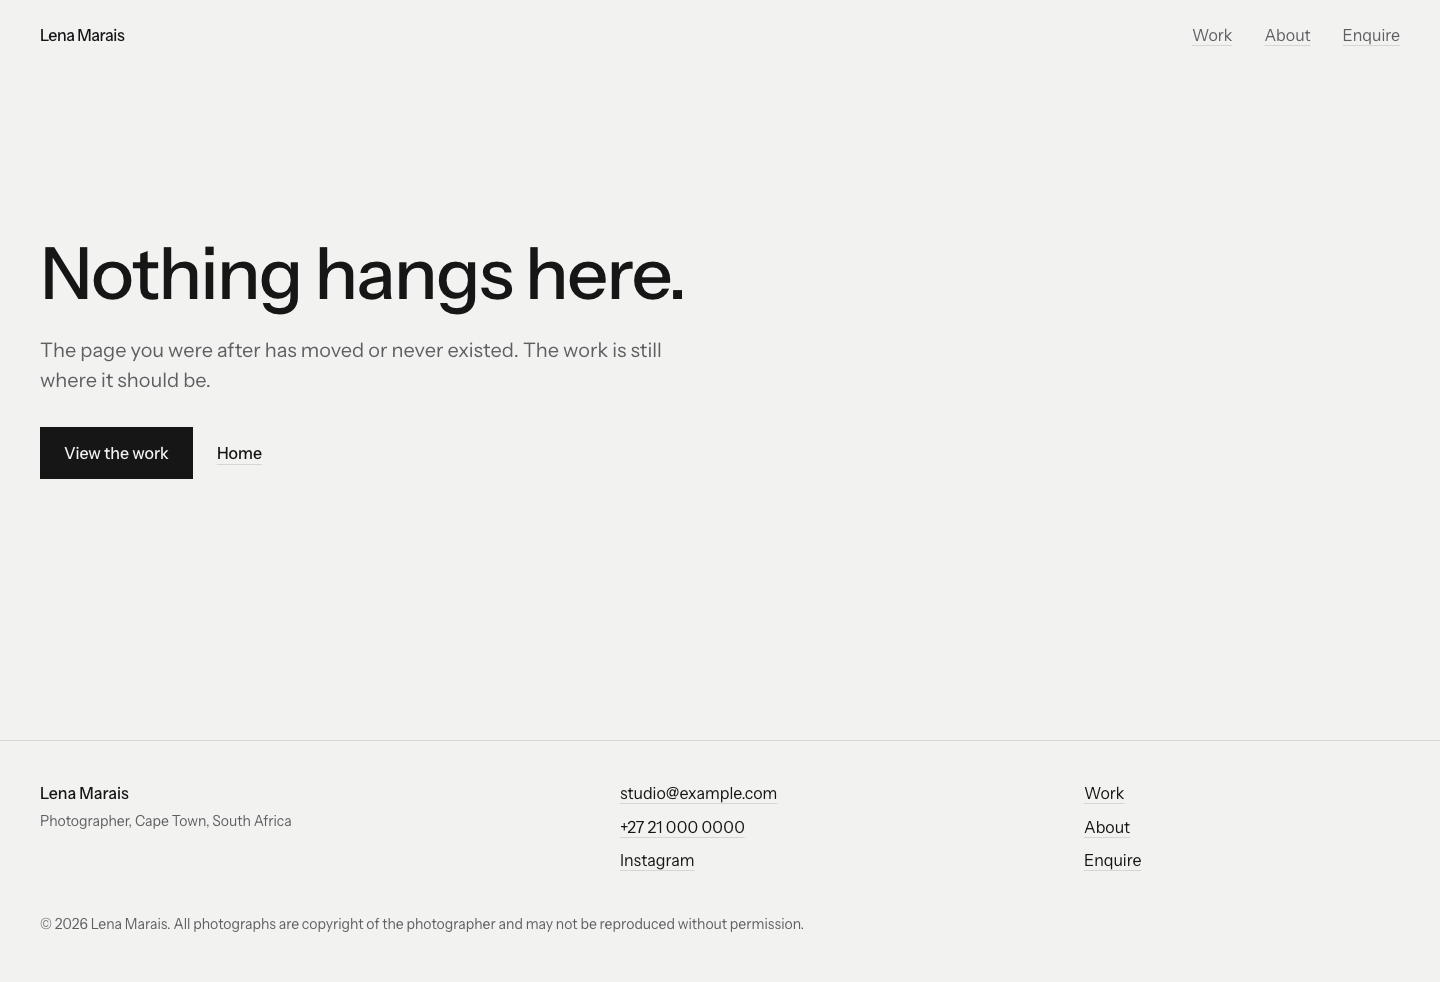 Lena Marais
Work
About
Enquire
Nothing hangs here.
The page you were after has moved or never existed. The work is still
where it should be.
View the work
Home
Lena Marais
Photographer, Cape Town, South Africa
studio@example.com
+27 21 000 0000
Instagram
Work
About
Enquire
© 2026 Lena Marais. All photographs are copyright of the photographer and may not be reproduced without permission.